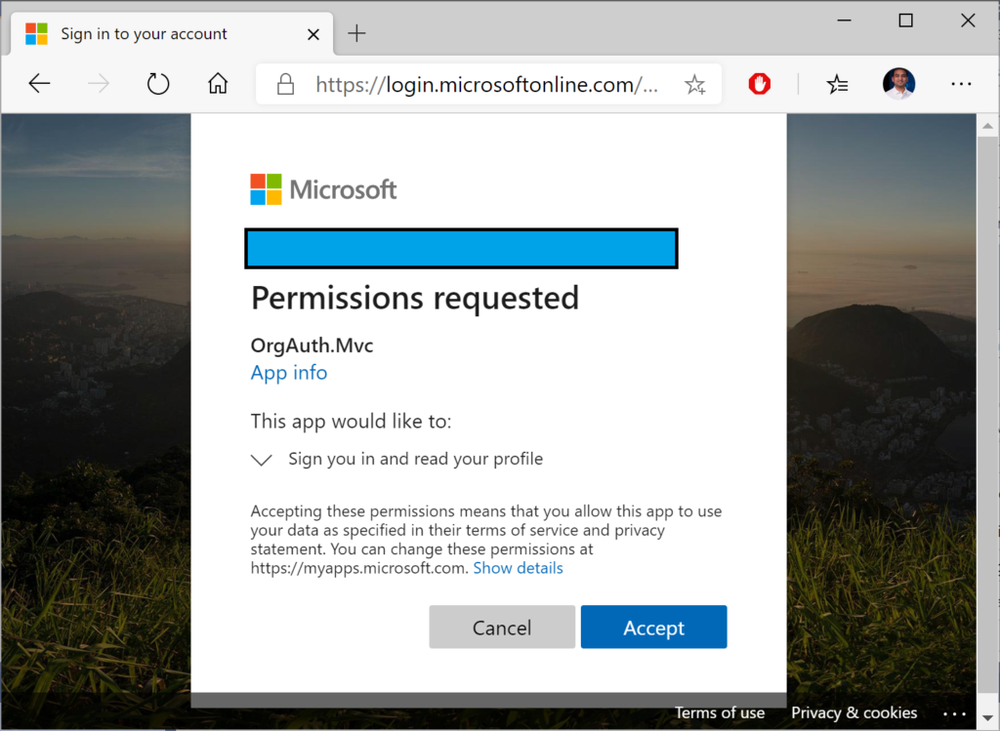 Sign in to your account
https://login.microsoftonline.com/...
Microsoft
Permissions requested
OrgAuth.Mvc
App info
This app would like to:
Sign you in and read your profile
Accepting these permissions means that you allow this app to use
your data as specified in their terms of service and privacy
statement. You can change these permissions at
https://myapps.microsoft.com. Show details
Cancel Accept
Terms of use Privacy & cookies ...